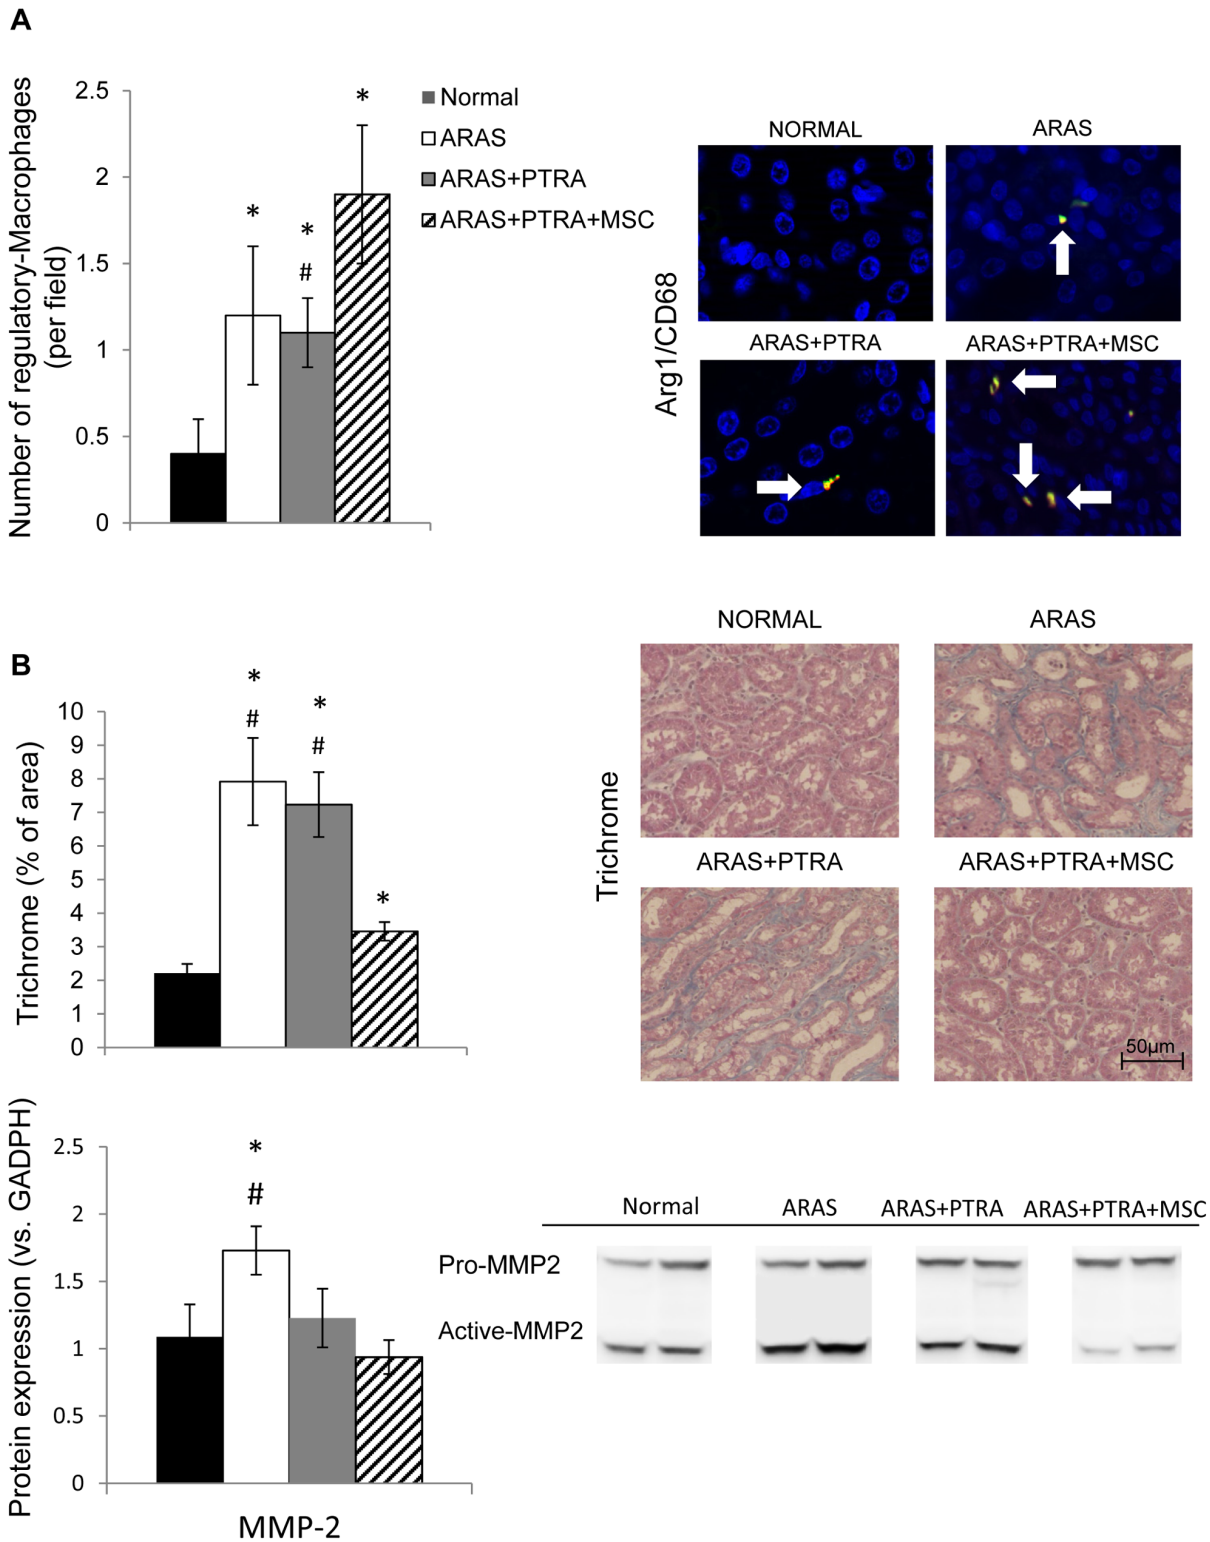 A
Number of regulatory-Macrophages
(per field)
2.5
2
1.5
1
0.5
0
*
*
#
*
Normal
ARAS
ARAS+PTRA
ARAS+PTRA+MSC
Arg1/CD68
NORMAL
ARAS
ARAS+PTRA
ARAS+PTRA+MSC
B
Trichrome (% of area)
10
9
8
7
6
5
4
3
2
1
0
*
#
*
#
*
Trichrome
NORMAL
ARAS
ARAS+PTRA
ARAS+PTRA+MSC
50µm
Protein expression (vs. GADPH)
2.5
2
1.5
1
0.5
0
*
#
MMP-2
Normal
ARAS
ARAS+PTRA
ARAS+PTRA+MSC
Pro-MMP2
Active-MMP2